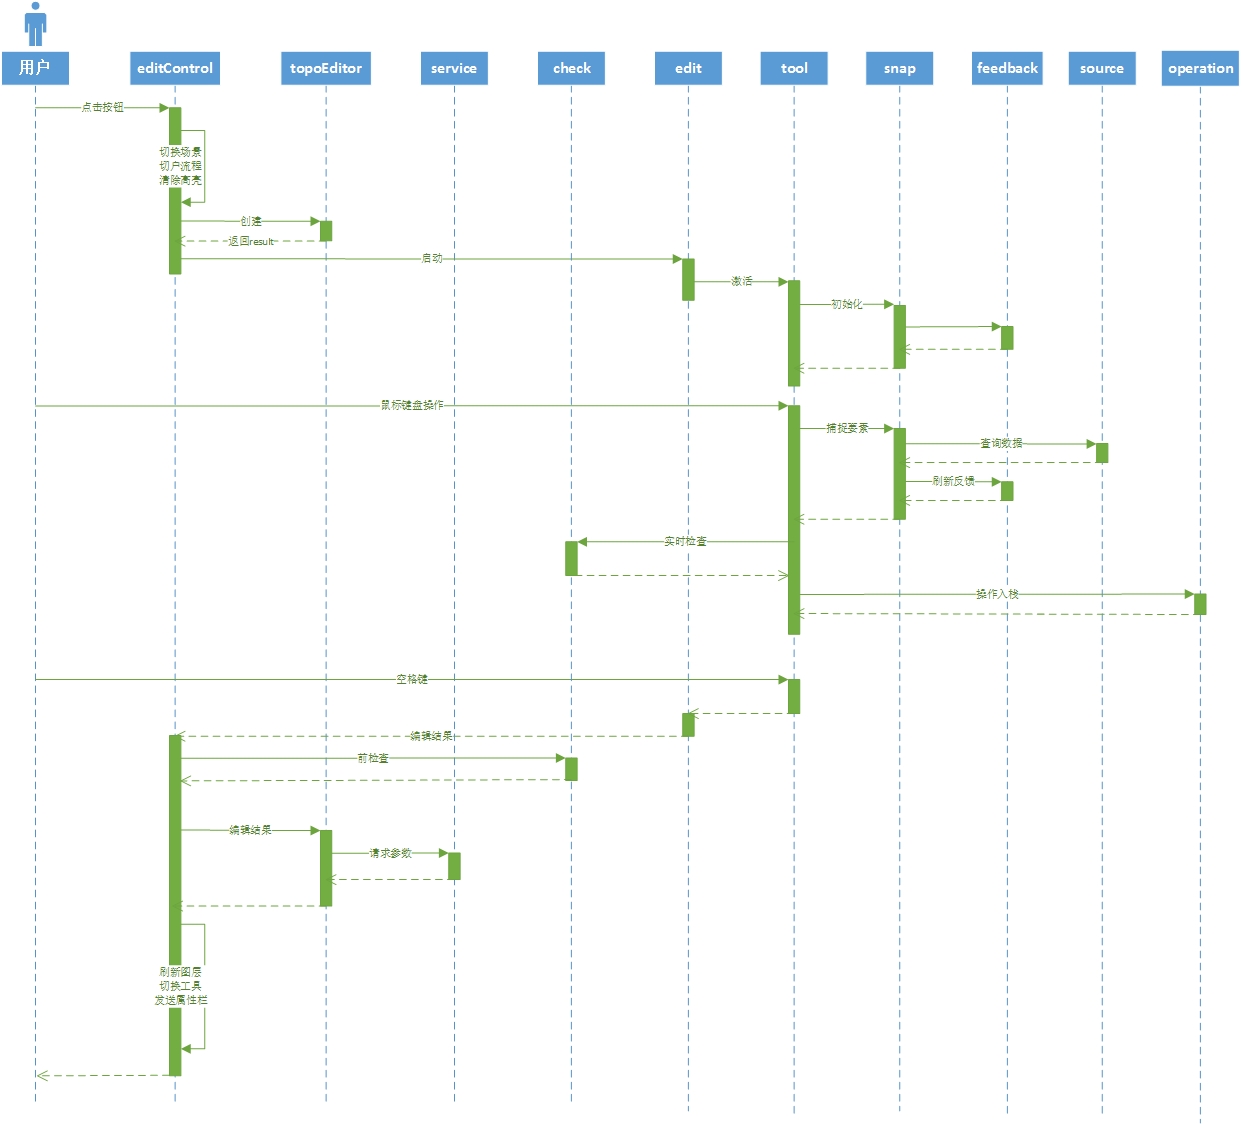 用户
editControl
topoEditor
service
check
edit
tool
snap
feedback
source
operation
点击按钮
切换场景
切户流程
清除高亮
创建
返回result
启动
激活
初始化
鼠标键盘操作
捕捉要素
查询数据
刷新反馈
实时检查
操作入栈
空格键
编辑结果
前检查
编辑结果
请求参数
刷新图层
切换工具
发送属性栏